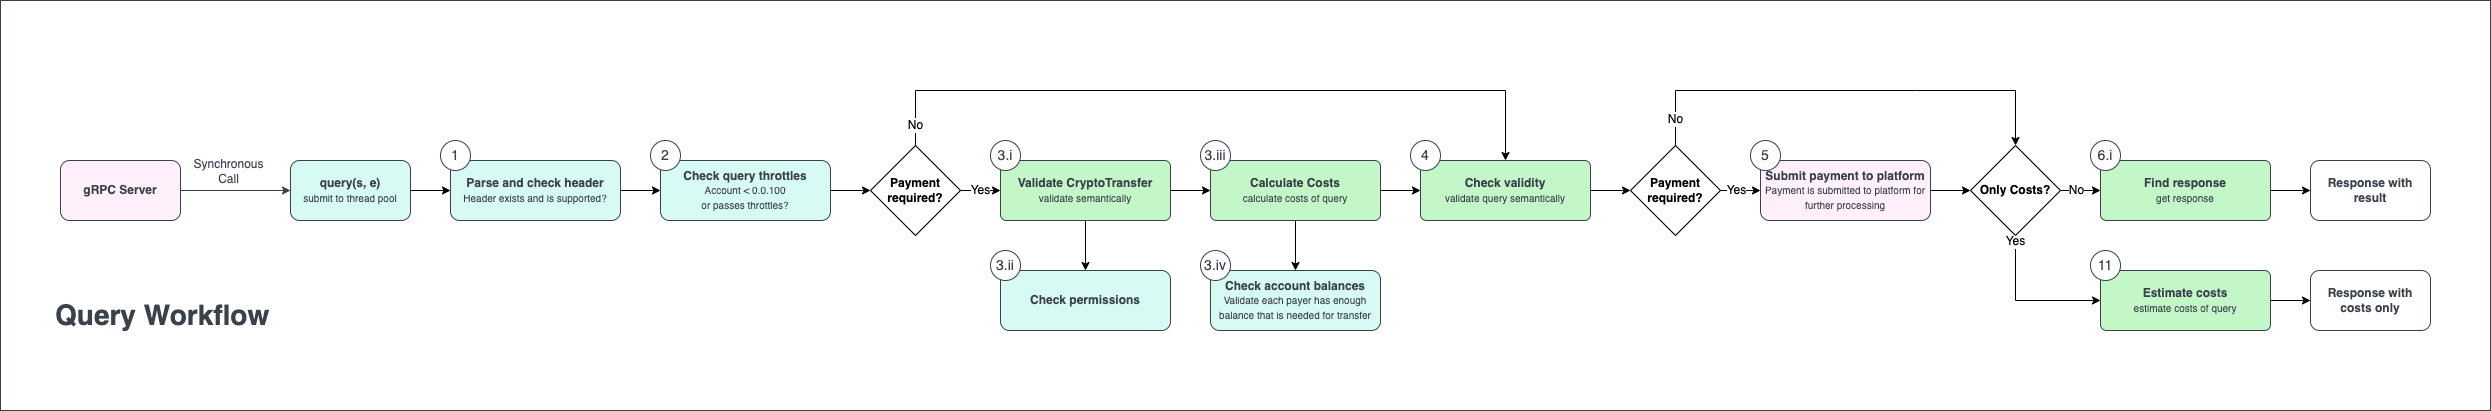 gRPC Server
Synchronous
Call
query(s, e)
submit to thread pool
1
Parse and check header
Header exists and is supported?
2
Check query throttles
Account < 0.0.100
or passes throttles?
Payment
required?
No
Yes
3.i
Validate CryptoTransfer
validate semantically
3.ii
Check permissions
3.iii
Calculate Costs
calculate costs of query
3.iv
Check account balances
Validate each payer has enough
balance that is needed for transfer
4
Check validity
validate query semantically
Payment
required?
No
Yes
5
Submit payment to platform
Payment is submitted to platform for
further processing
Only Costs?
No
Yes
6.i
Find response
get response
Response with
result
11
Estimate costs
estimate costs of query
Response with
costs only
Query Workflow